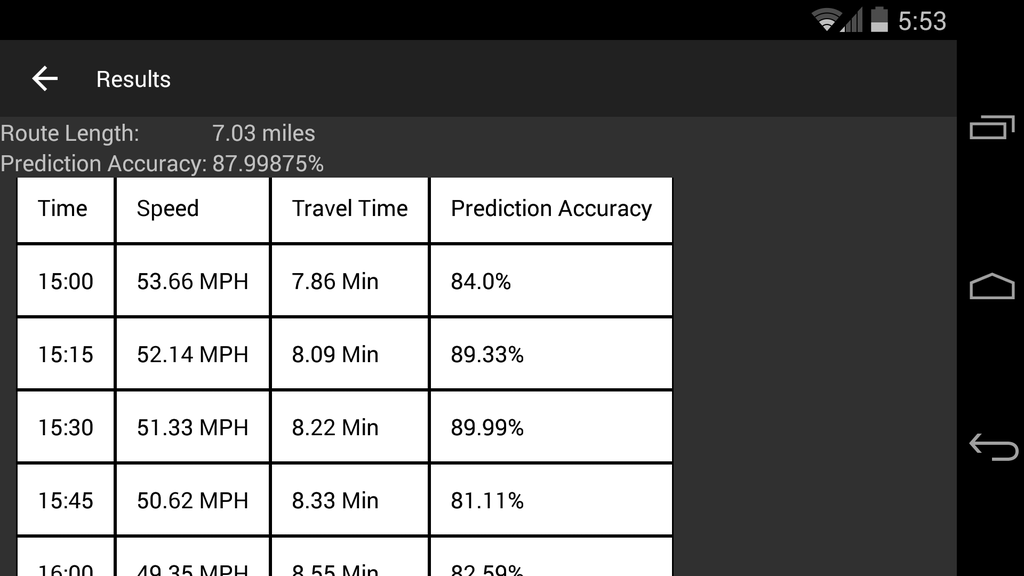 5:53
Results
Route Length: 7.03 miles
Prediction Accuracy: 87.99875%
Time Speed Travel Time Prediction Accuracy
15:00 53.66 MPH 7.86 Min 84.0%
15:15 52.14 MPH 8.09 Min 89.33%
15:30 51.33 MPH 8.22 Min 89.99%
15:45 50.62 MPH 8.33 Min 81.11%
16:00 49.35 MPH 8.55 Min 82.59%